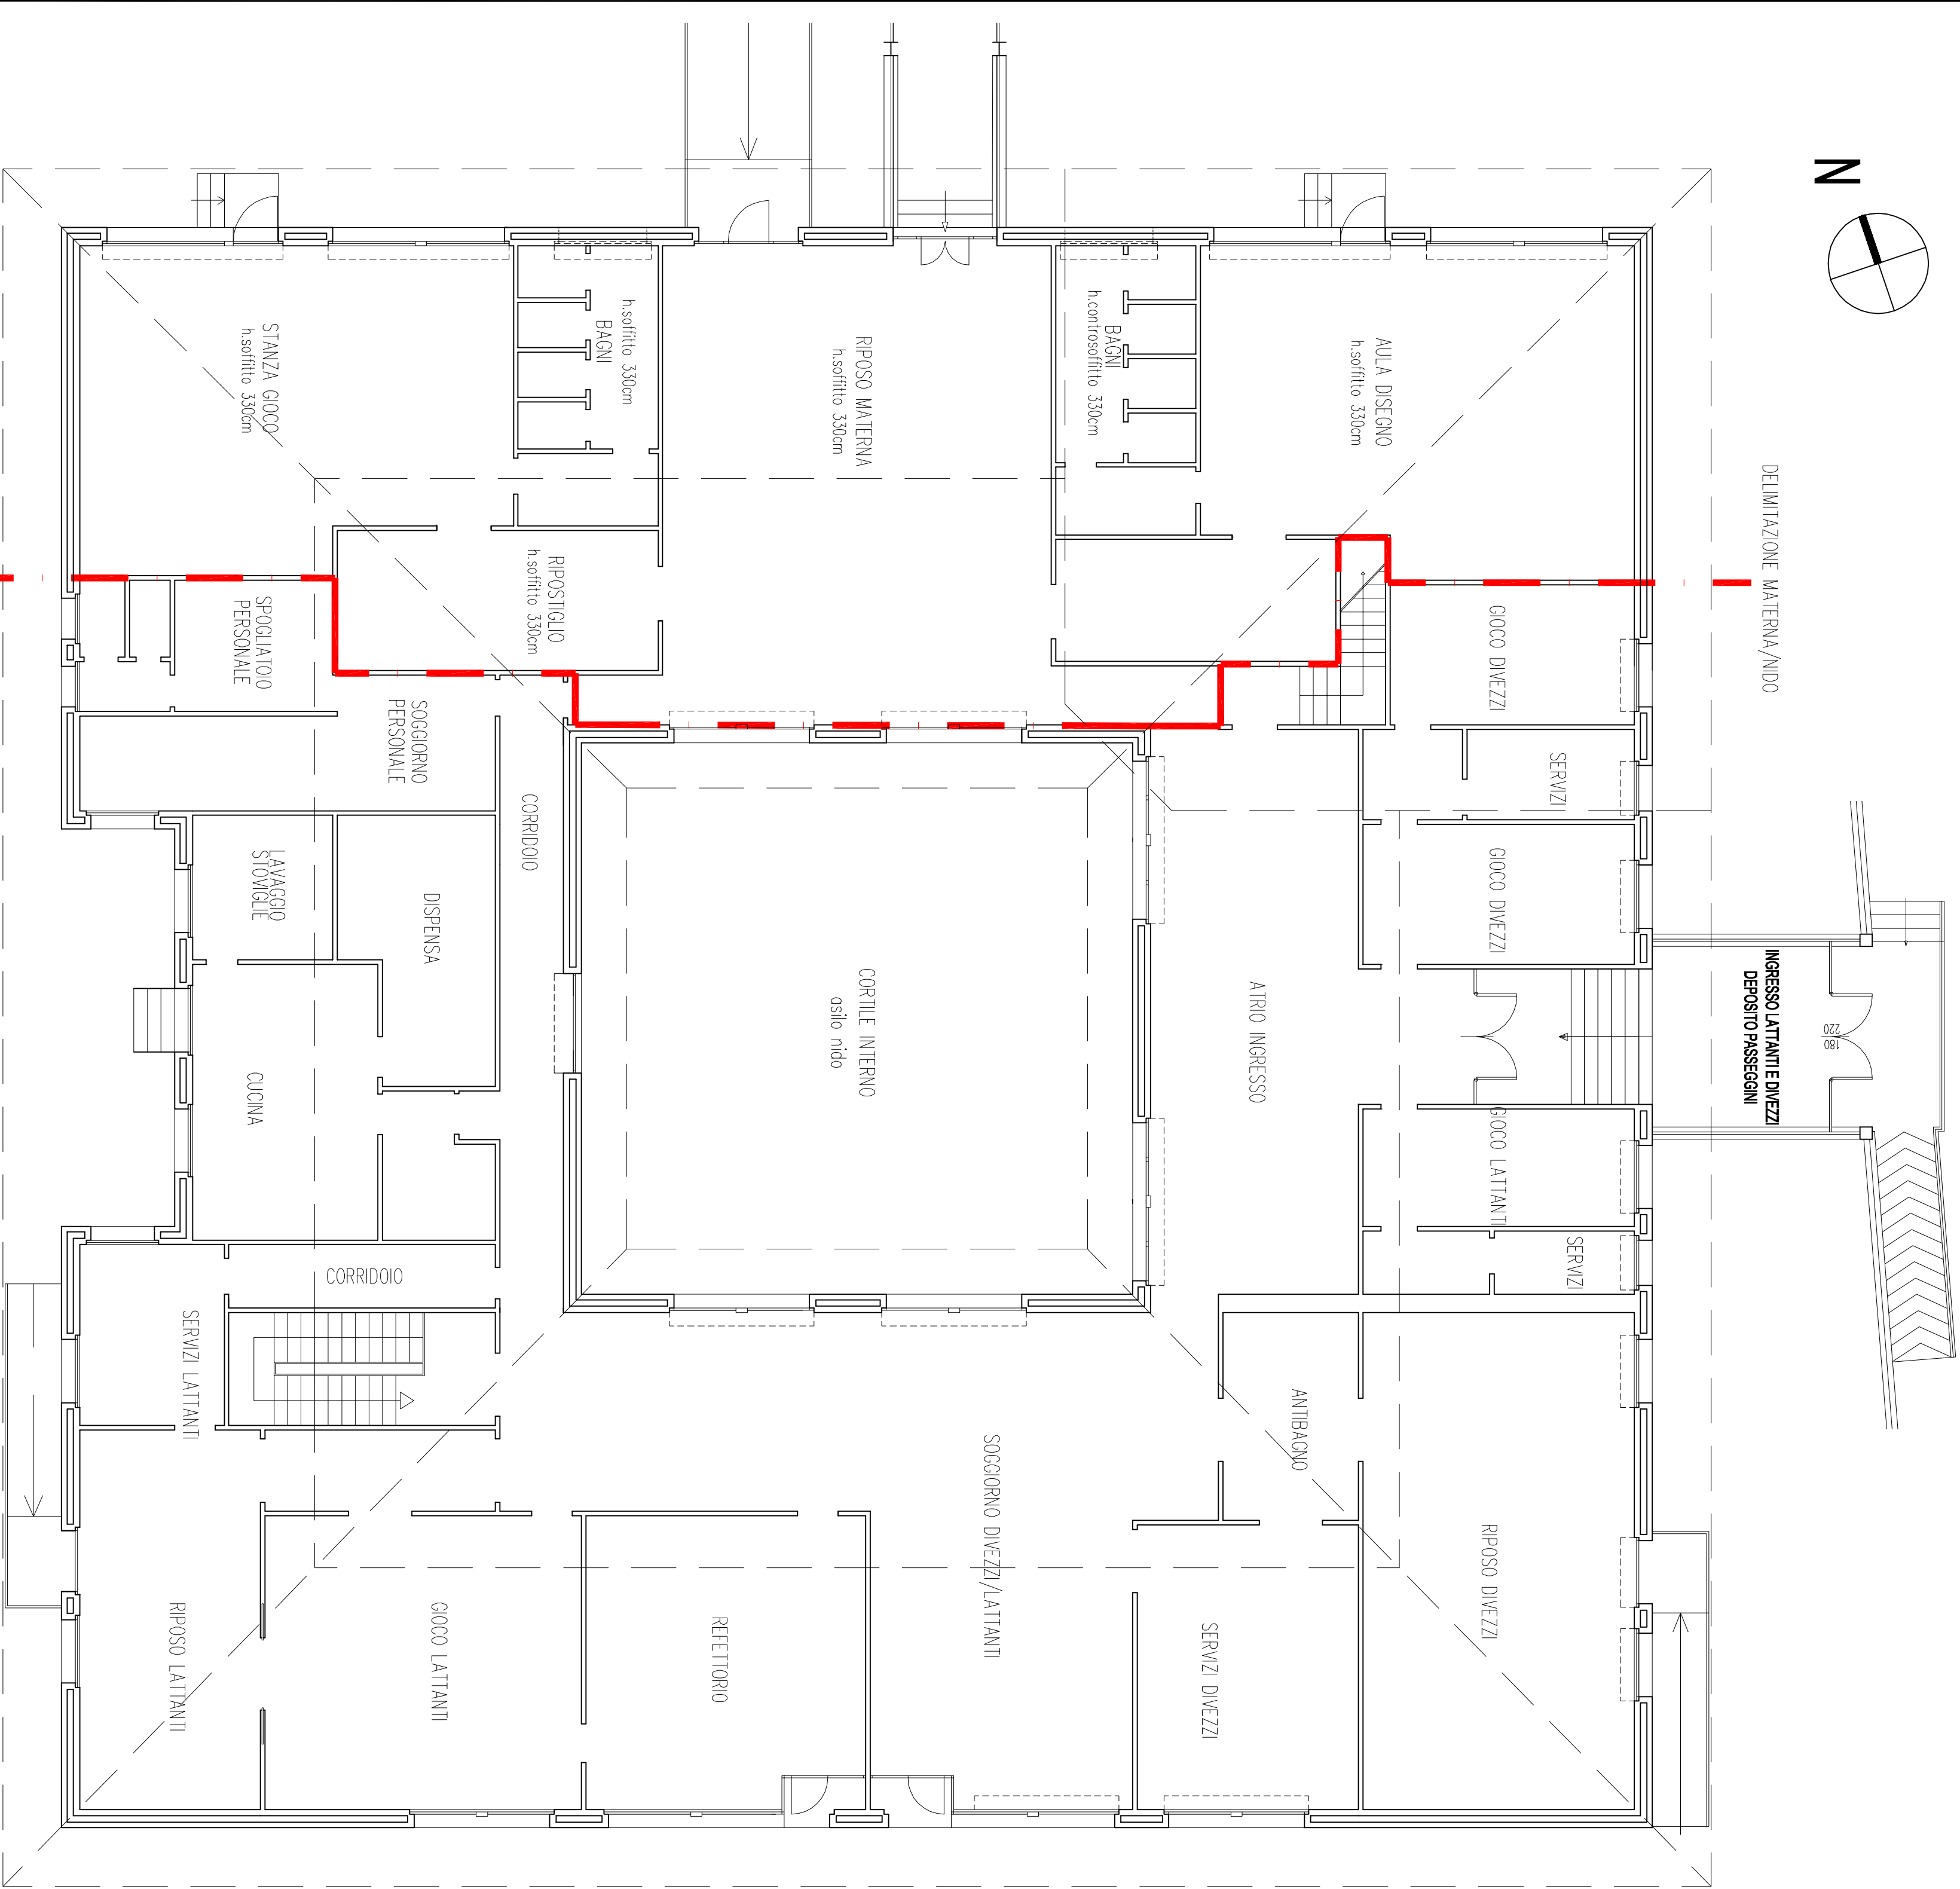 N
DELIMITAZIONE MATERNA/NIDO
STANZA GIOCO
h.soffitto 330cm
BAGNI
h.soffitto 330cm
RIPOSO MATERNA
h.soffitto 330cm
BAGNI
h.controsoffitto 330cm
AULA DISEGNO
h.soffitto 330cm
RIPOSTIGLIO
h.soffitto 330cm
SPOGLIATOIO
PERSONALE
SOGGIORNO
PERSONALE
GIOCO DIVEZZI
SERVIZI
GIOCO DIVEZZI
CORRIDOIO
LAVAGGIO
STOVIGLIE
DISPENSA
CUCINA
CORTILE INTERNO
asilo nido
ATRIO INGRESSO
INGRESSO LATTANTI E DIVEZZI
DEPOSITO PASSEGGINI
180
220
GIOCO LATTANTI
SERVIZI
CORRIDOIO
SERVIZI LATTANTI
ANTIBAGNO
SOGGIORNO DIVEZZI/LATTANTI
RIPOSO DIVEZZI
RIPOSO LATTANTI
GIOCO LATTANTI
REFETTORIO
SERVIZI DIVEZZI